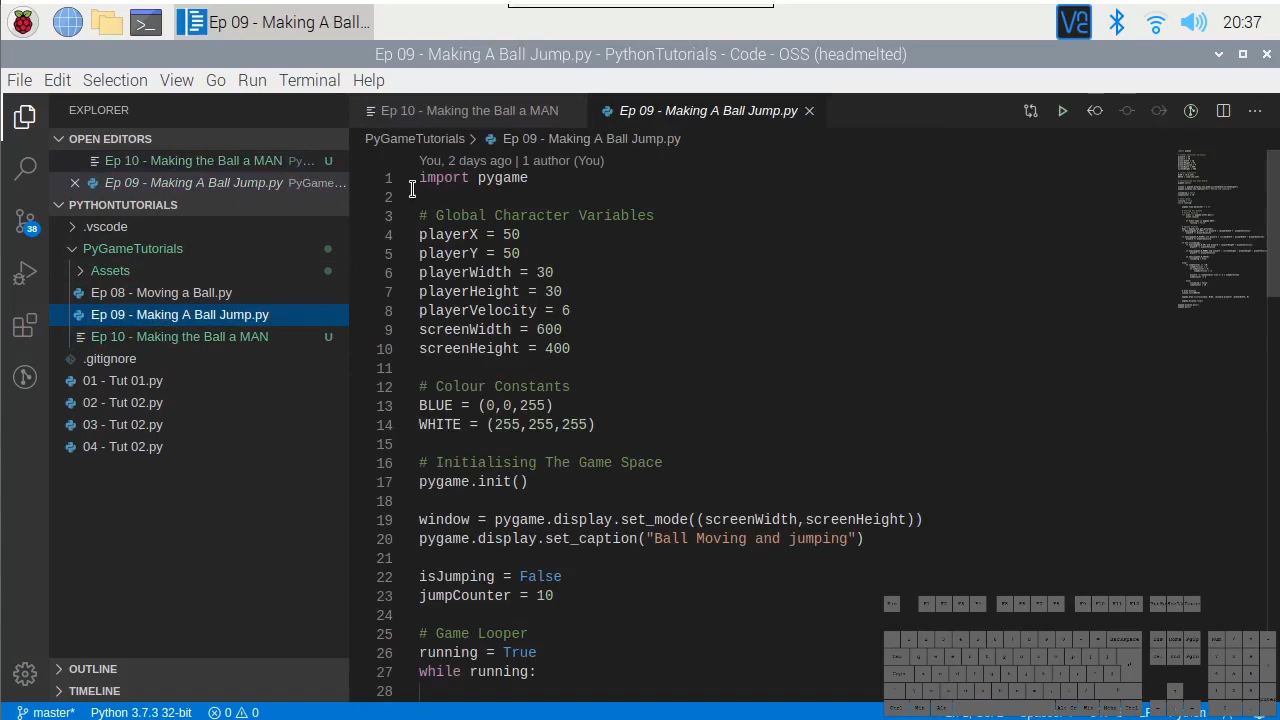 Ep 09 - Making A Ball...
20:37
Ep 09 - Making A Ball Jump.py - PythonTutorials - Code - OSS (headmelted)
File Edit Selection View Go Run Terminal Help
EXPLORER
OPEN EDITORS
Ep 10 - Making the Ball a MAN Py... U
Ep 09 - Making A Ball Jump.py PyGame...
PYTHONTUTORIALS
.vscode
PyGameTutorials
Assets
Ep 08 - Moving a Ball.py
Ep 09 - Making A Ball Jump.py
Ep 10 - Making the Ball a MAN U
.gitignore
01 - Tut 01.py
02 - Tut 02.py
03 - Tut 02.py
04 - Tut 02.py
OUTLINE
TIMELINE
38
Ep 10 - Making the Ball a MAN
Ep 09 - Making A Ball Jump.py
PyGameTutorials > Ep 09 - Making A Ball Jump.py
You, 2 days ago | 1 author (You)
1 import pygame
2
3 # Global Character Variables
4 playerX = 50
5 playerY = 50
6 playerWidth = 30
7 playerHeight = 30
8 playerVelocity = 6
9 screenWidth = 600
10 screenHeight = 400
11
12 # Colour Constants
13 BLUE = (0,0,255)
14 WHITE = (255,255,255)
15
16 # Initialising The Game Space
17 pygame.init()
18
19 window = pygame.display.set_mode((screenWidth,screenHeight))
20 pygame.display.set_caption("Ball Moving and jumping")
21
22 isJumping = False
23 jumpCounter = 10
24
25 # Game Looper
26 running = True
27 while running:
28
master* Python 3.7.3 32-bit 0 0